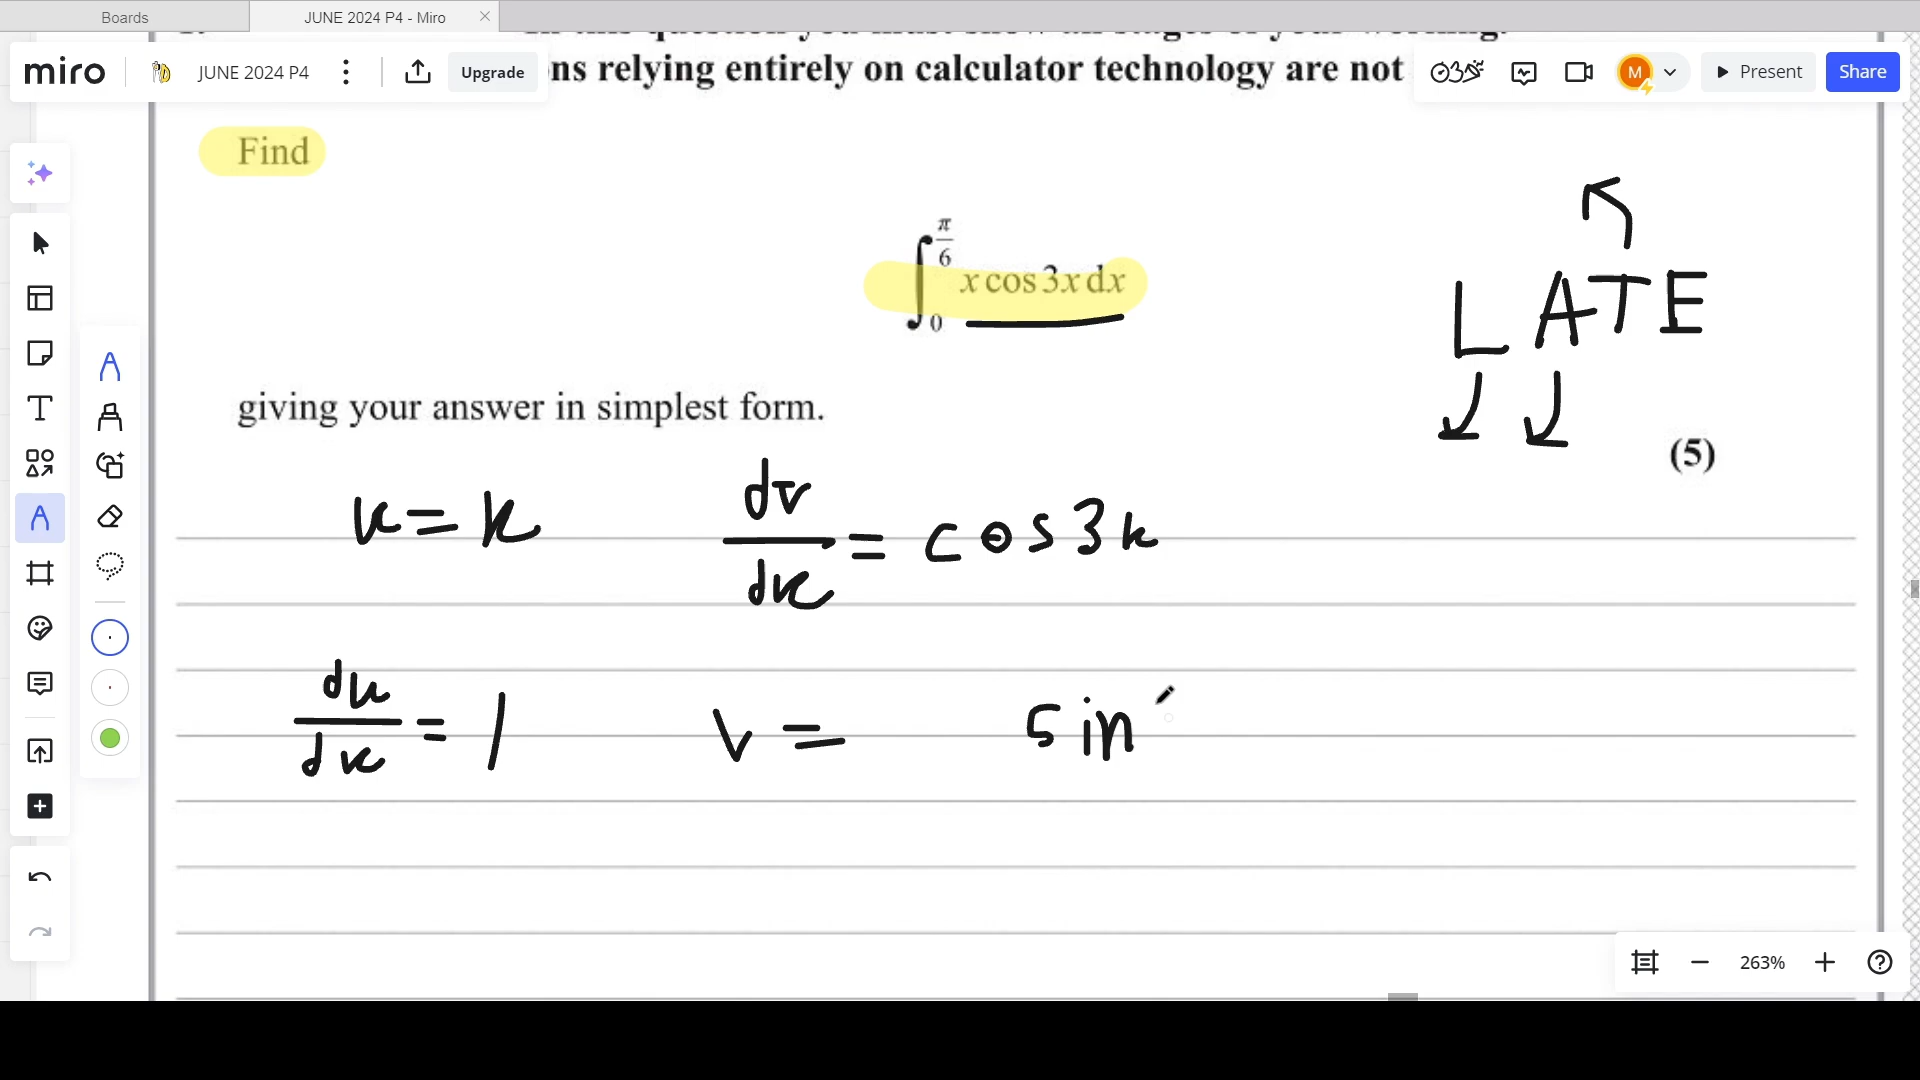 Boards
JUNE 2024 P4 - Miro
miro
JUNE 2024 P4
Upgrade
Present
Share
M
ns relying entirely on calculator technology are not
Find
∫₀^{π/6} x cos 3x dx
LATE
giving your answer in simplest form.
(5)
u = x dv/dx = cos3x
du/dx = 1 v = sin
263%